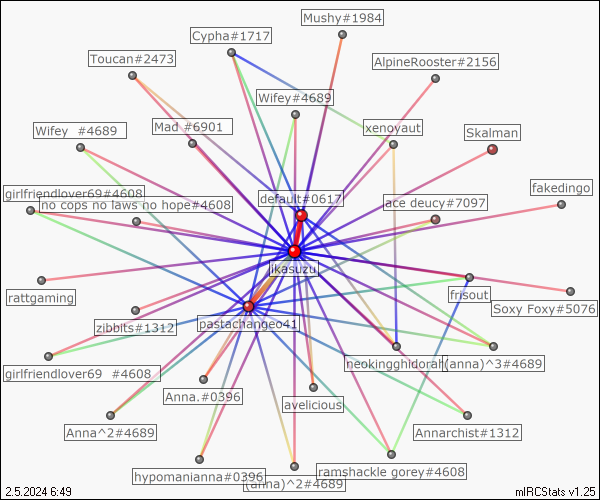 Mushy#1984
Cypha#1717
Toucan#2473
AlpineRooster#2156
Wifey#4689
Wifey  #4689
Mad #6901
xenoyaut
Skalman
girlfriendlover69#4608
fakedingo
default#0617
ace deucy#7097
no cops no laws no hope#4608
ikasuzu
rattgaming
frisout
Soxy Foxy#5076
zibbits#1312
pastachangeo41
neokingghidorah
(anna)^3#4689
girlfriendlover69  #4608
Anna.#0396
avelicious
Anna^2#4689
Annarchist#1312
hypomanianna#0396
(anna)^2#4689
ramshackle gorey#4608
2.5.2024 6:49
mIRCStats v1.25